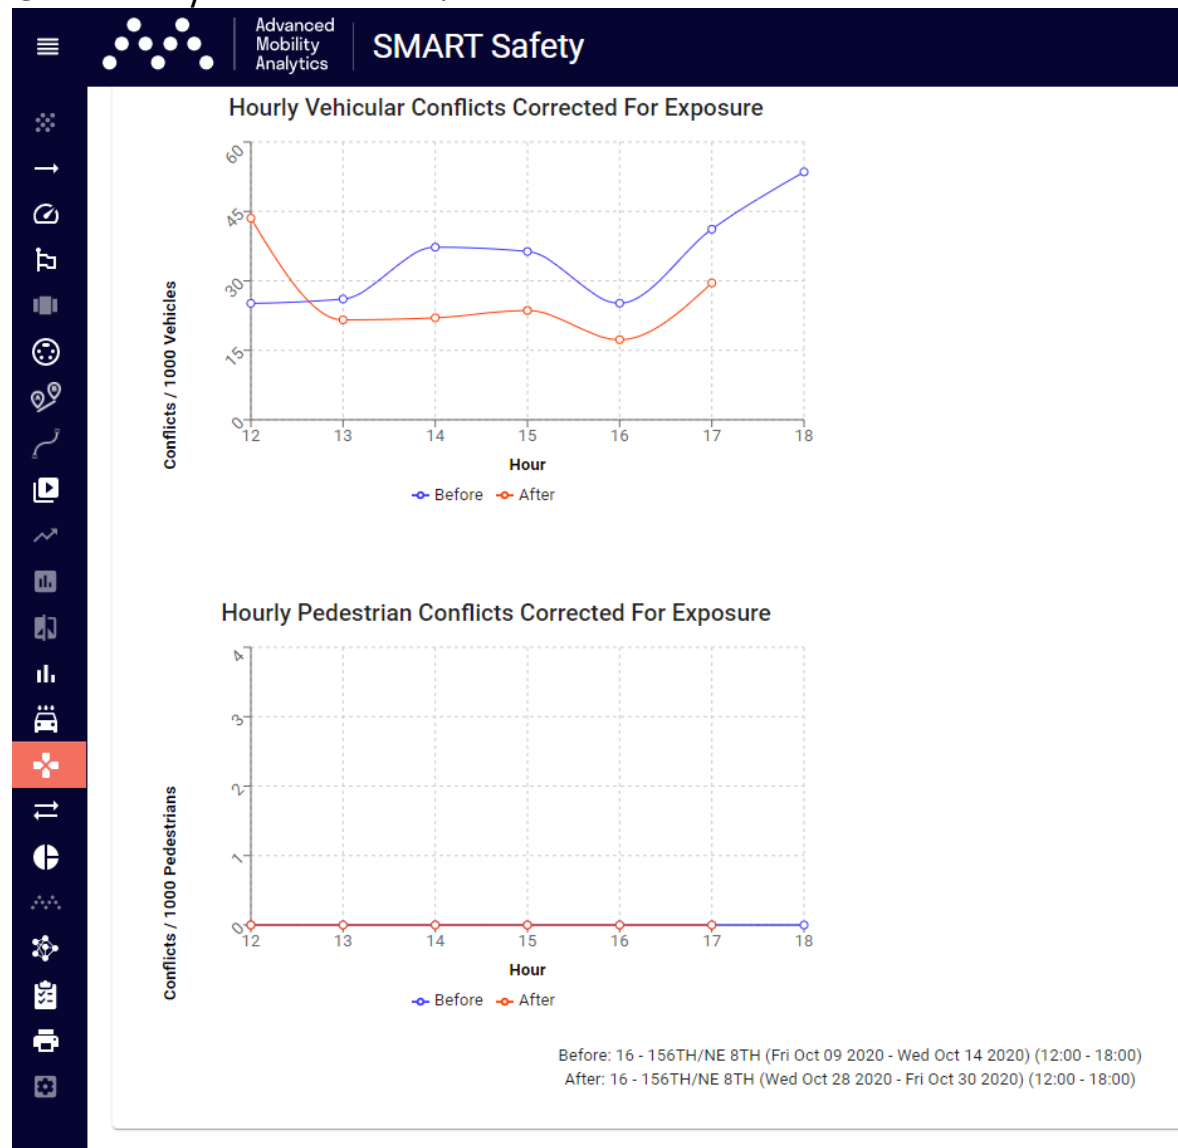 Advanced
Mobility
Analytics
SMART Safety
Hourly Vehicular Conflicts Corrected For Exposure
60
45
30
15
0
Conflicts / 1000 Vehicles
12 13 14 15 16 17 18
Hour
Before After
Hourly Pedestrian Conflicts Corrected For Exposure
4
3
2
1
0
Conflicts / 1000 Pedestrians
12 13 14 15 16 17 18
Hour
Before After
Before: 16 - 156TH/NE 8TH (Fri Oct 09 2020 - Wed Oct 14 2020) (12:00 - 18:00)
After: 16 - 156TH/NE 8TH (Wed Oct 28 2020 - Fri Oct 30 2020) (12:00 - 18:00)